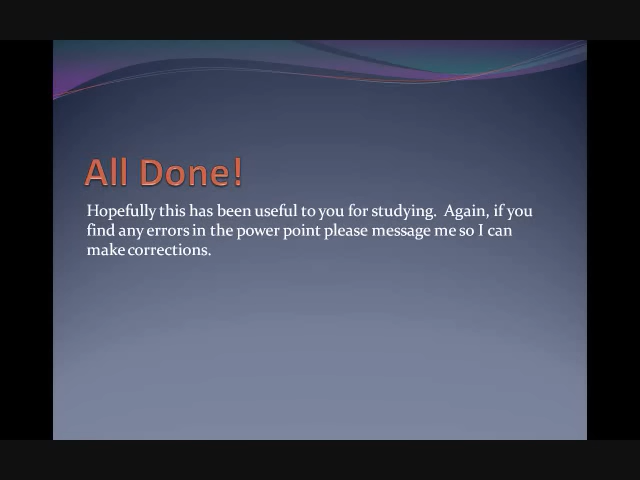 All Done!
Hopefully this has been useful to you for studying.  Again, if you
find any errors in the power point please message me so I can
make corrections.